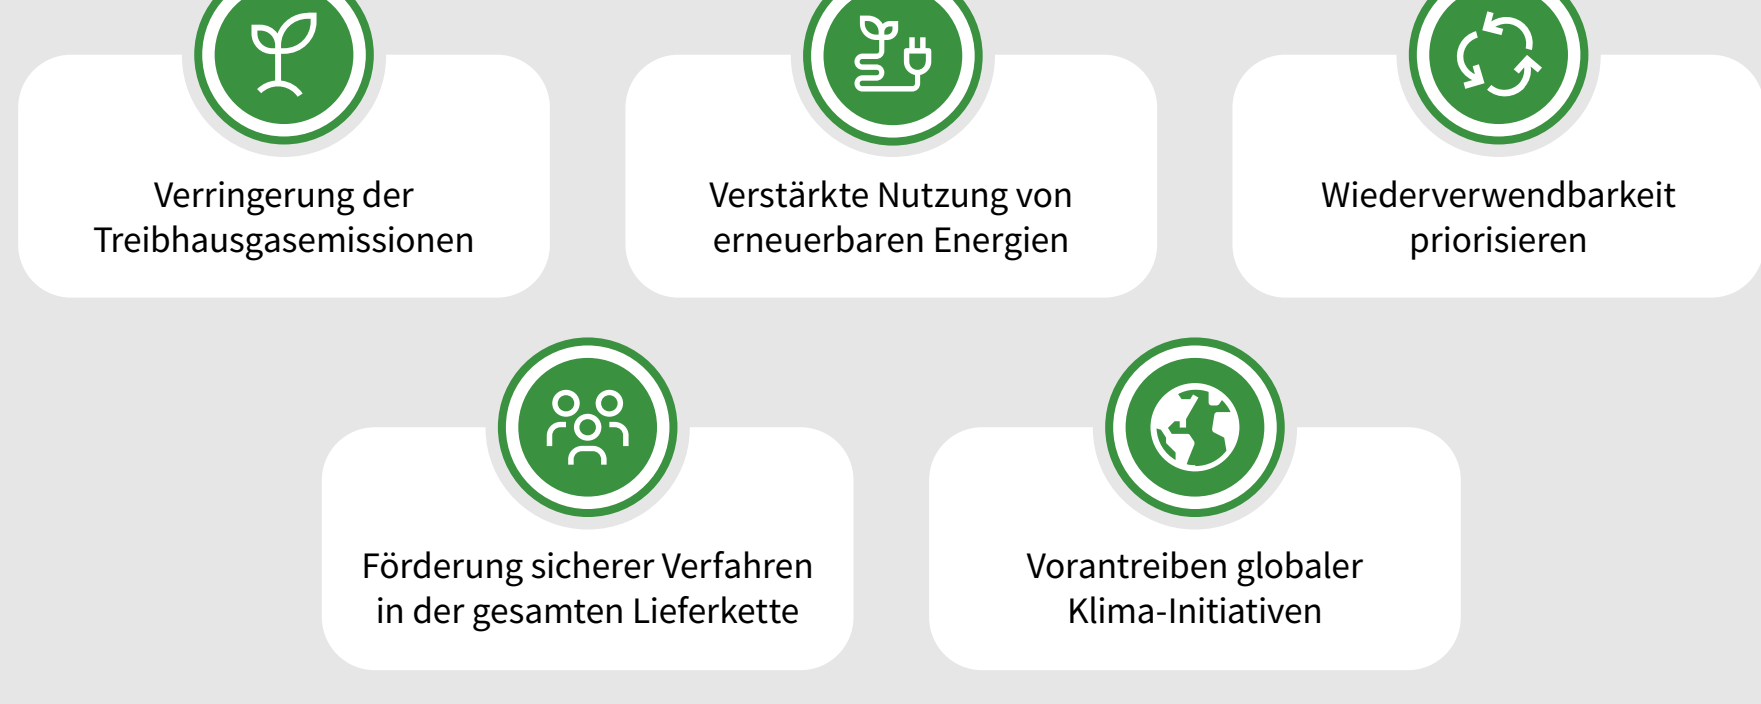 Verringerung der
Treibhausgasemissionen
Verstärkte Nutzung von
erneuerbaren Energien
Wiederverwendbarkeit
priorisieren
Förderung sicherer Verfahren
in der gesamten Lieferkette
Vorantreiben globaler
Klima-Initiativen